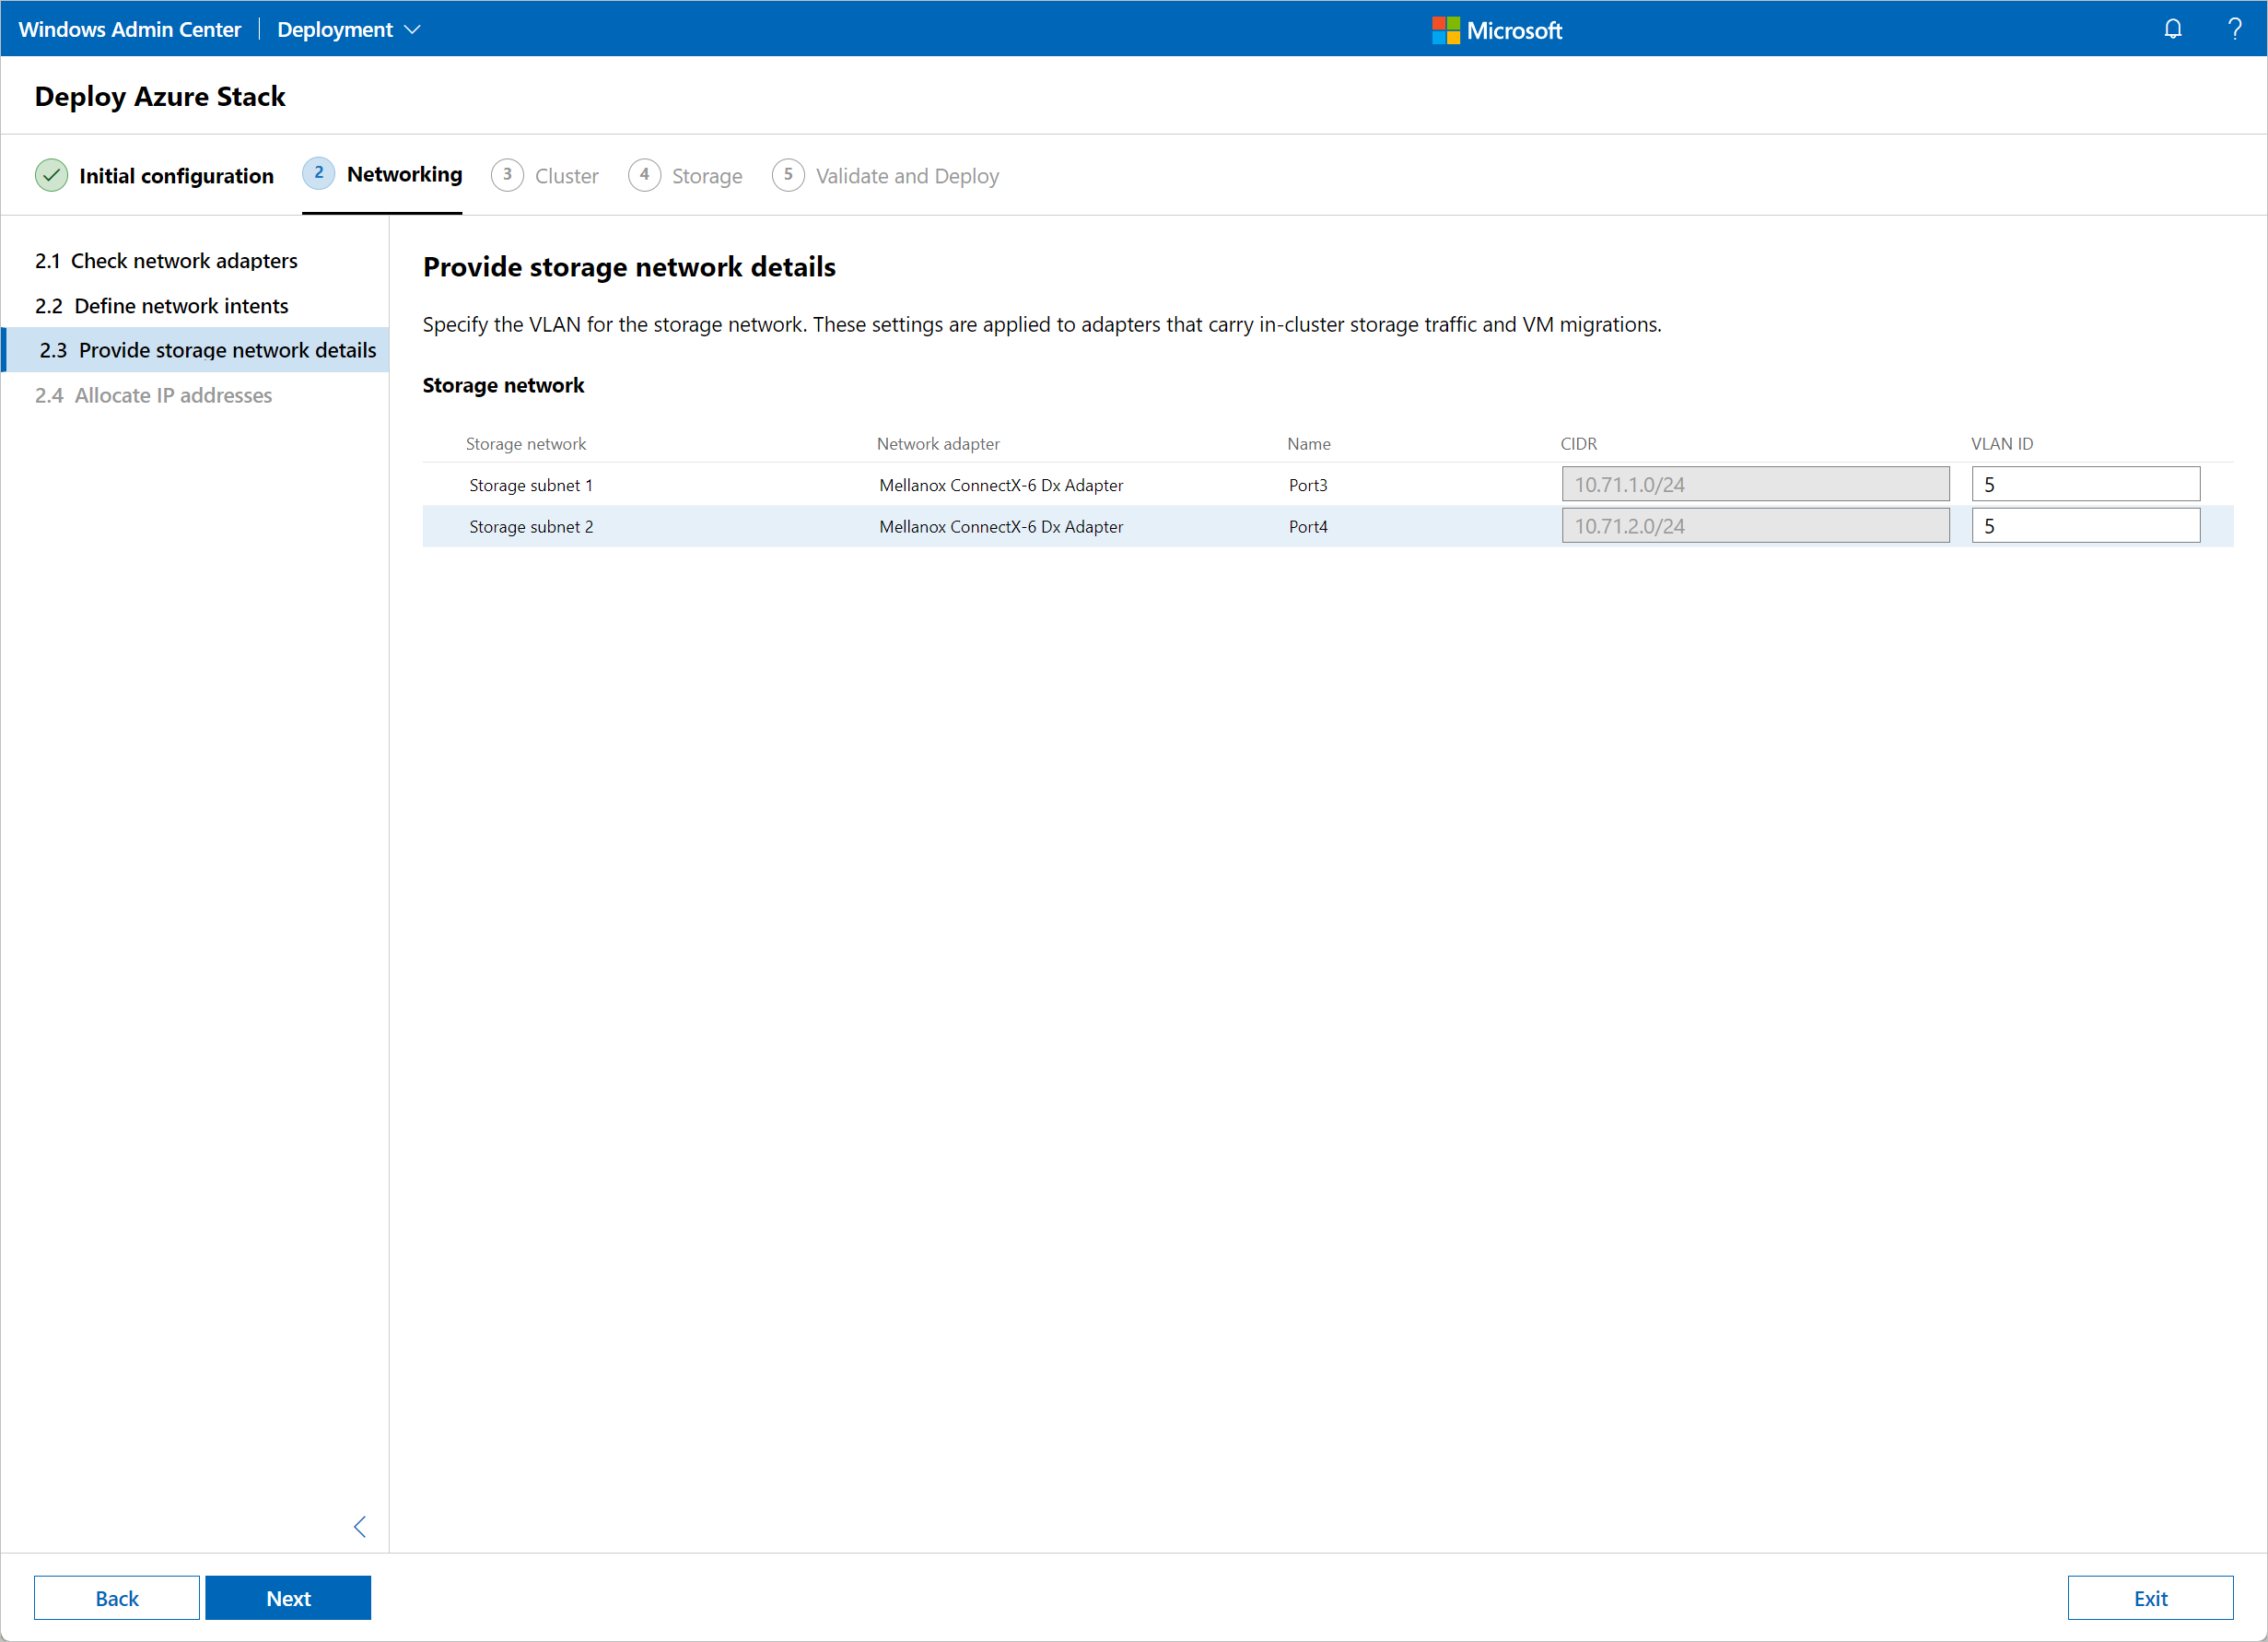 Windows Admin Center Deployment Microsoft ?
Deploy Azure Stack
Initial configuration 2 Networking 3 Cluster 4 Storage 5 Validate and Deploy
2.1 Check network adapters
2.2 Define network intents
2.3 Provide storage network details
2.4 Allocate IP addresses
Provide storage network details
Specify the VLAN for the storage network. These settings are applied to adapters that carry in-cluster storage traffic and VM migrations.
Storage network
Storage network Network adapter Name CIDR VLAN ID
Storage subnet 1 Mellanox ConnectX-6 Dx Adapter Port3 10.71.1.0/24 5
Storage subnet 2 Mellanox ConnectX-6 Dx Adapter Port4 10.71.2.0/24 5
Back Next Exit